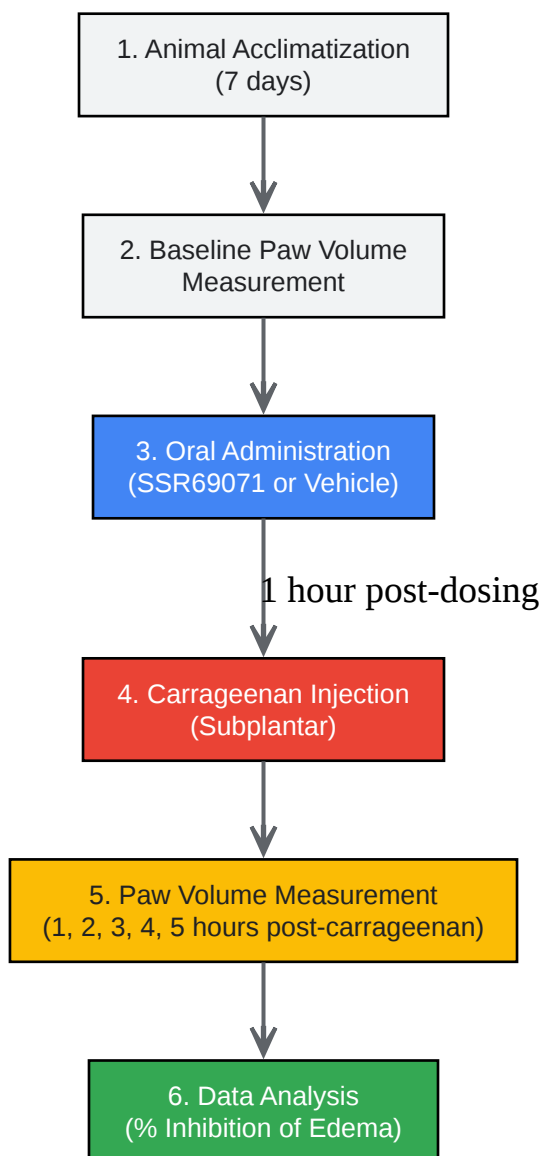 1. Animal Acclimatization
(7 days)
2. Baseline Paw Volume
Measurement
3. Oral Administration
(SSR69071 or Vehicle)
1 hour post-dosing
4. Carrageenan Injection
(Subplantar)
5. Paw Volume Measurement
(1, 2, 3, 4, 5 hours post-carrageenan)
6. Data Analysis
(% Inhibition of Edema)